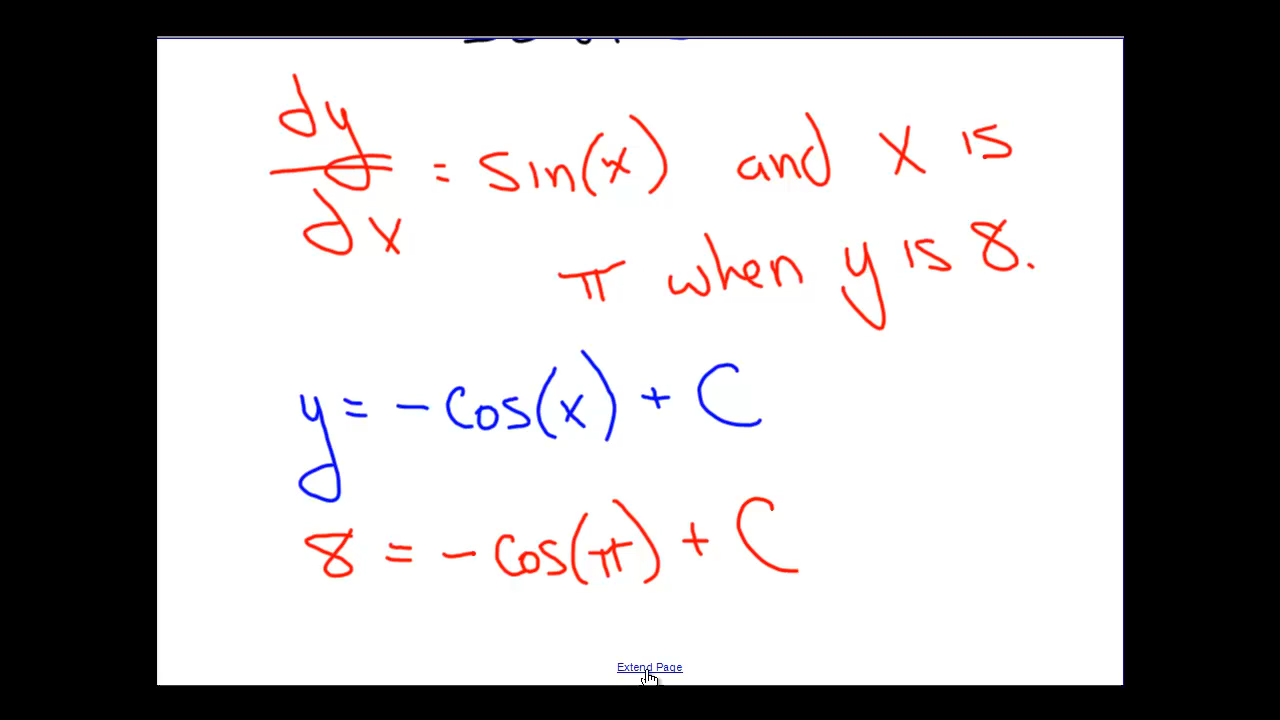 dy/dx = sin(x) and x is
π when y is 8.
y = - cos(x) + C
8 = - cos(π) + C
Extend Page